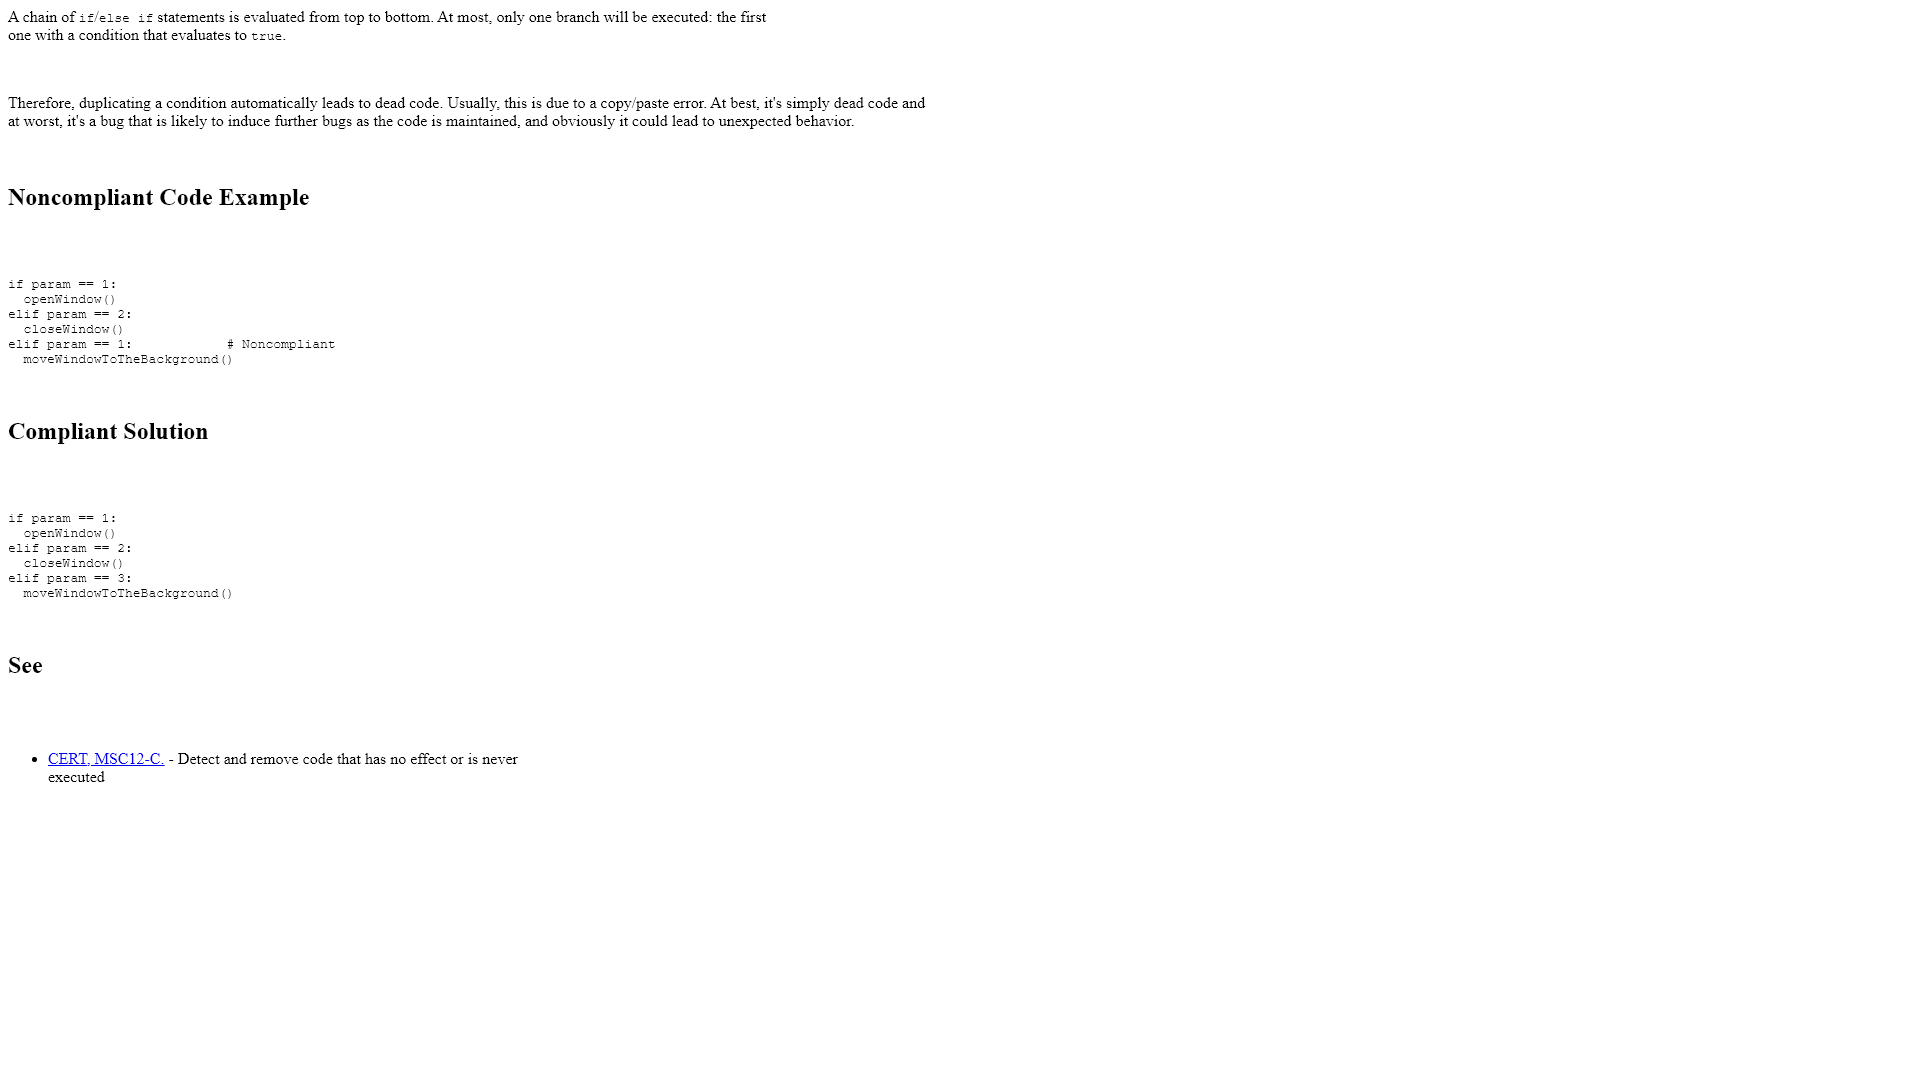 A chain of if/else if statements is evaluated from top to bottom. At most, only one branch will be executed: the first
one with a condition that evaluates to true.
Therefore, duplicating a condition automatically leads to dead code. Usually, this is due to a copy/paste error. At best, it's simply dead code and
at worst, it's a bug that is likely to induce further bugs as the code is maintained, and obviously it could lead to unexpected behavior.
Noncompliant Code Example
if param == 1:
  openWindow()
elif param == 2:
  closeWindow()
elif param == 1:            # Noncompliant
  moveWindowToTheBackground()
Compliant Solution
if param == 1:
  openWindow()
elif param == 2:
  closeWindow()
elif param == 3:
  moveWindowToTheBackground()
See
• CERT, MSC12-C. - Detect and remove code that has no effect or is never
executed